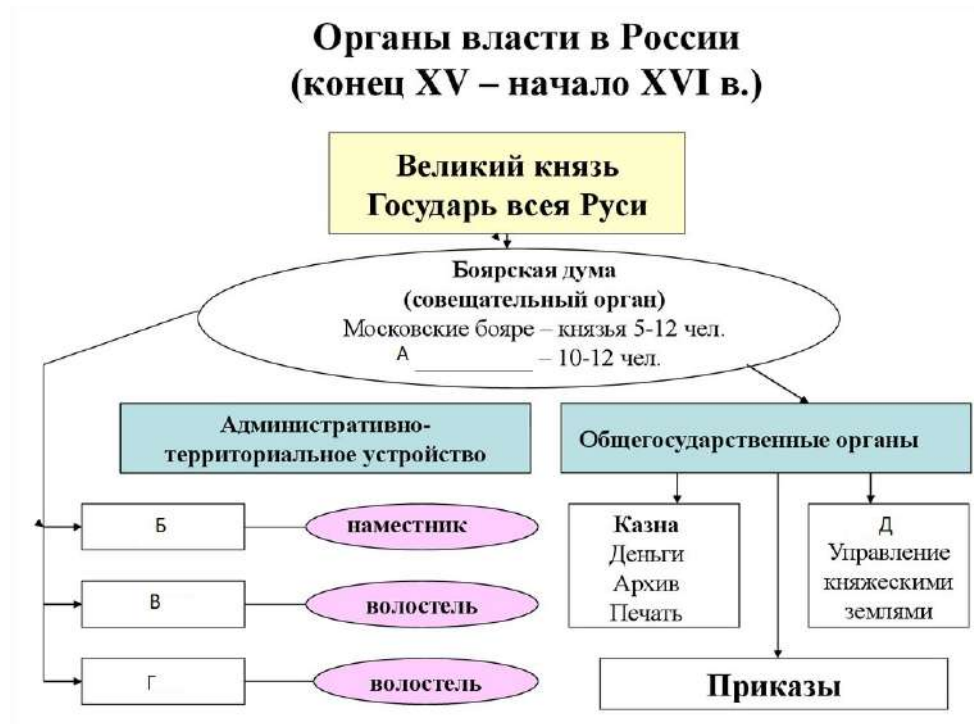 Органы власти в России
(конец XV – начало XVI в.)
Великий князь
Государь всея Руси
Боярская дума
(совещательный орган)
Московские бояре – князья 5-12 чел.
А __________ – 10-12 чел.
Административно-
территориальное устройство
Общегосударственные органы
Б
наместник
В
волостель
Г
волостель
Казна
Деньги
Архив
Печать
Д
Управление
княжескими
землями
Приказы